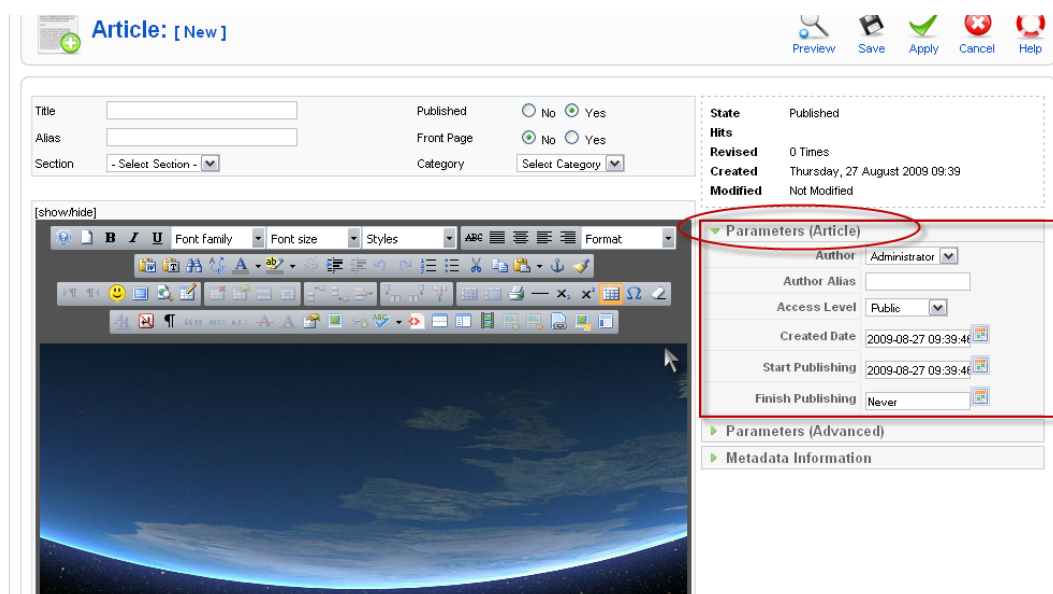 Article: [ New ]
Preview Save Apply Cancel Help
Title Published No Yes
Alias Front Page No Yes
Section - Select Section - Category Select Category
State Published
Hits
Revised 0 Times
Created Thursday, 27 August 2009 09:39
Modified Not Modified
[show/hide]
B I U Font family Font size Styles ABC Format
Parameters (Article)
Author Administrator
Author Alias
Access Level Public
Created Date 2009-08-27 09:39:46
Start Publishing 2009-08-27 09:39:46
Finish Publishing Never
Parameters (Advanced)
Metadata Information